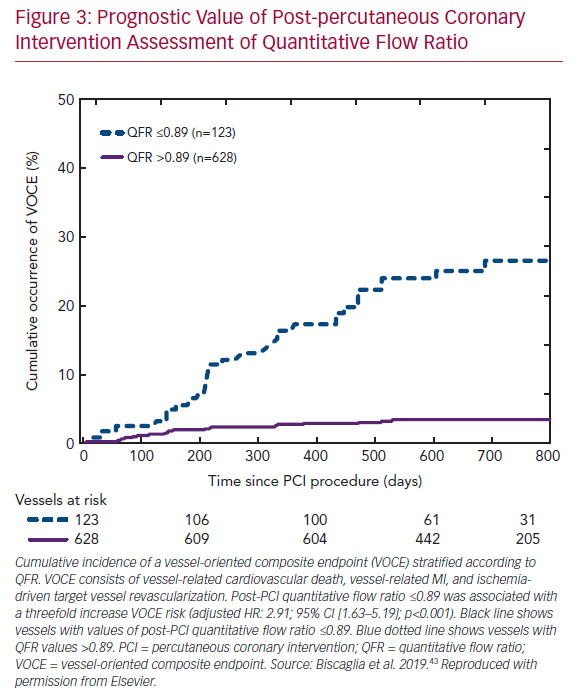 Figure 3: Prognostic Value of Post-percutaneous Coronary
Intervention Assessment of Quantitative Flow Ratio
50
40
30
20
10
0
Cumulative occurrence of VOCE (%)
QFR ≤0.89 (n=123)
QFR >0.89 (n=628)
0 100 200 300 400 500 600 700 800
Time since PCI procedure (days)
Vessels at risk
123 106 100 61 31
628 609 604 442 205
Cumulative incidence of a vessel-oriented composite endpoint (VOCE) stratified according to
QFR. VOCE consists of vessel-related cardiovascular death, vessel-related MI, and ischemia-
driven target vessel revascularization. Post-PCI quantitative flow ratio ≤0.89 was associated with
a threefold increase VOCE risk (adjusted HR: 2.91; 95% CI [1.63–5.19]; p<0.001). Black line shows
vessels with values of post-PCI quantitative flow ratio ≤0.89. Blue dotted line shows vessels with
QFR values >0.89. PCI = percutaneous coronary intervention; QFR = quantitative flow ratio;
VOCE = vessel-oriented composite endpoint. Source: Biscaglia et al. 2019.⁴³ Reproduced with
permission from Elsevier.